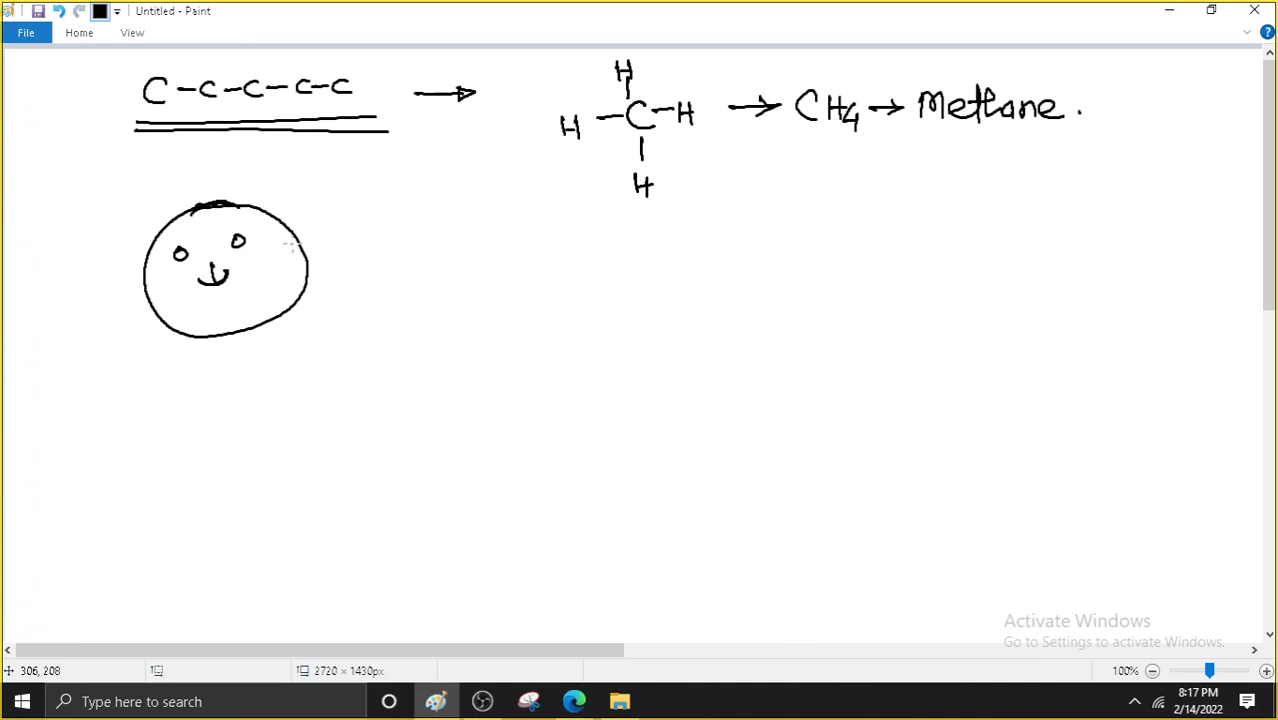 Untitled - Paint
File Home View
C-C-C-C-C →
H
H -C-H → CH4 → Methane.
H
Activate Windows
Go to Settings to activate Windows.
306, 208
2720 × 1430px
100%
Type here to search
8:17 PM
2/14/2022